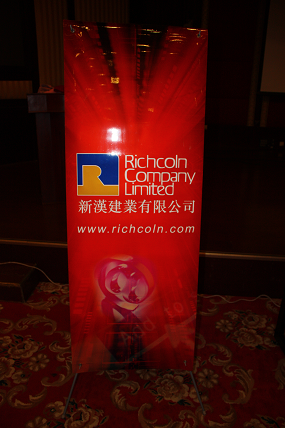 Richcoln
Company
Limited
新漢建業有限公司
www.richcoln.com